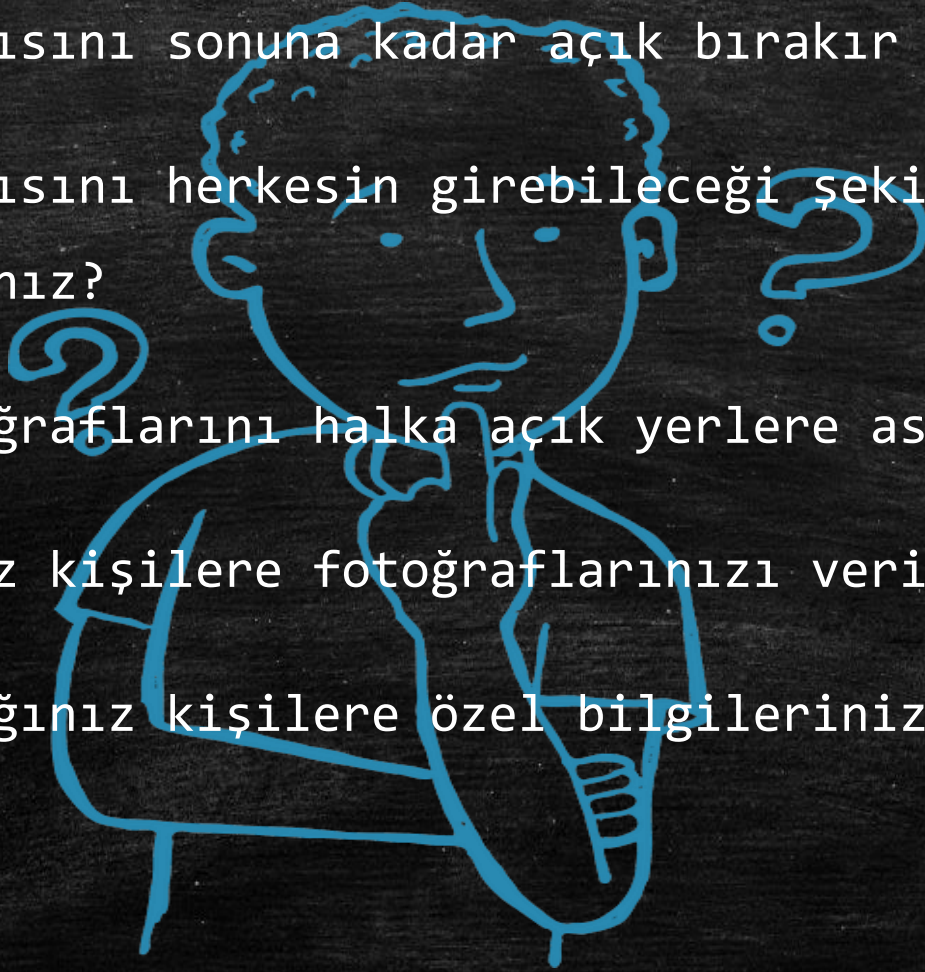 ısını sonuna kadar açık bırakır
ısını herkesin girebileceği şeki
nız?
ğraflarını halka açık yerlere as
z kişilere fotoğraflarınızı veri
ğınız kişilere özel bilgileriniz